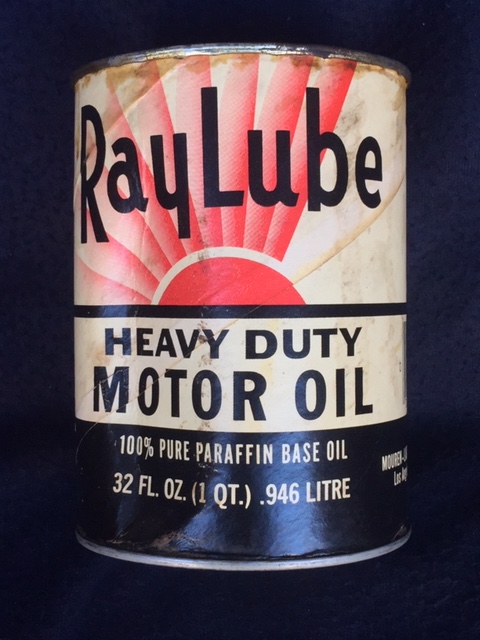 RayLube
HEAVY DUTY
MOTOR OIL
100% PURE PARAFFIN BASE OIL
32 FL. OZ. (1 QT.) .946 LITRE